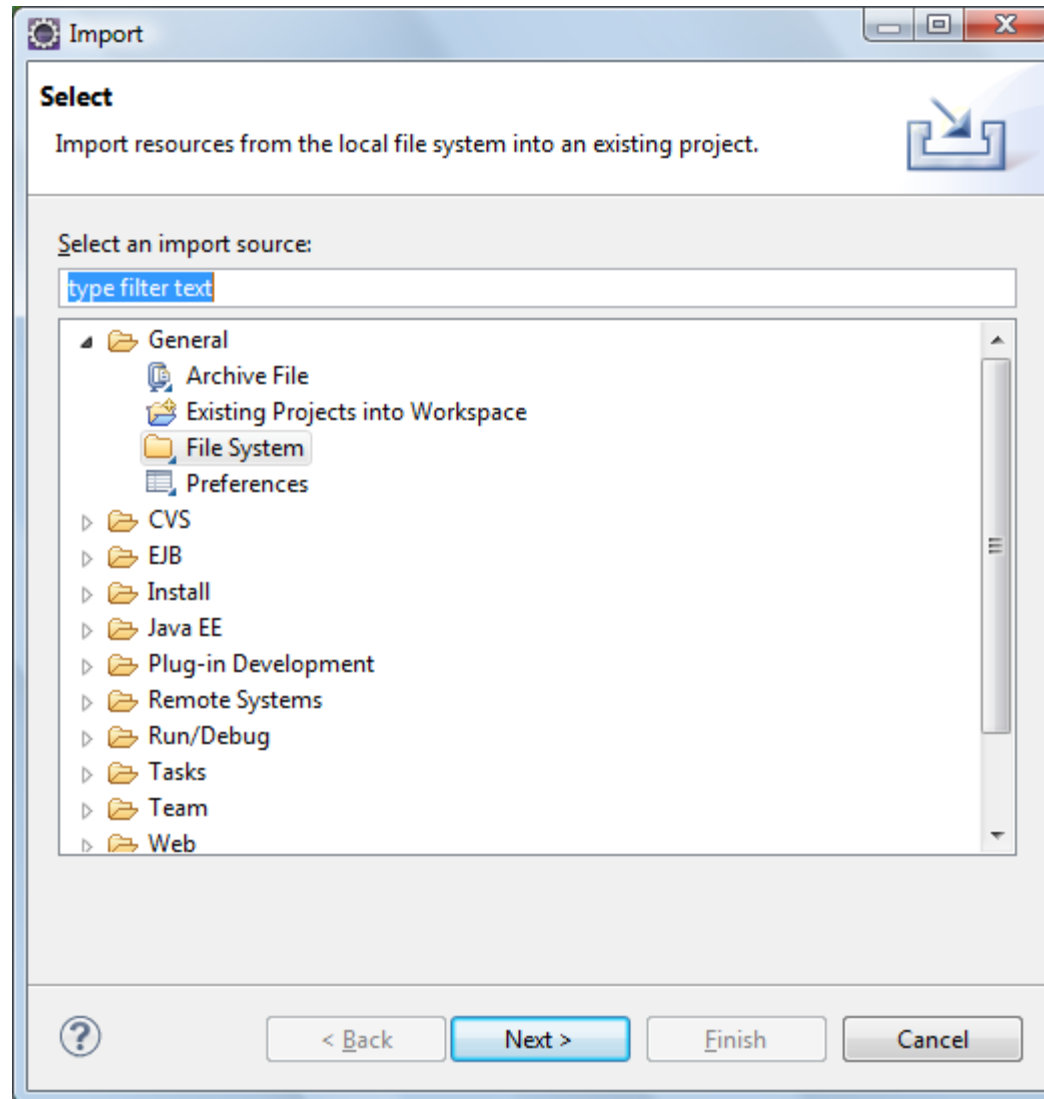 Import
Select
Import resources from the local file system into an existing project.
Select an import source:
type filter text
General
Archive File
Existing Projects into Workspace
File System
Preferences
CVS
EJB
Install
Java EE
Plug-in Development
Remote Systems
Run/Debug
Tasks
Team
Web
? < Back Next > Finish Cancel